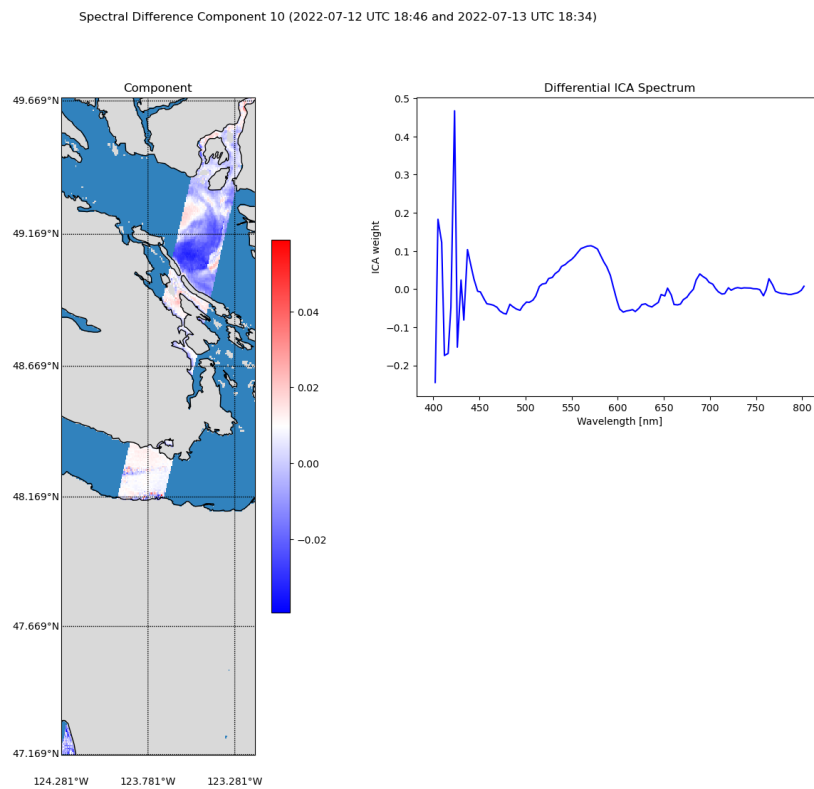 Spectral Difference Component 10 (2022-07-12 UTC 18:46 and 2022-07-13 UTC 18:34)
Component
49.669°N
49.169°N
48.669°N
48.169°N
47.669°N
47.169°N
124.281°W 123.781°W 123.281°W
0.04
0.02
0.00
−0.02
Differential ICA Spectrum
ICA weight
0.5
0.4
0.3
0.2
0.1
0.0
−0.1
−0.2
400 450 500 550 600 650 700 750 800
Wavelength [nm]